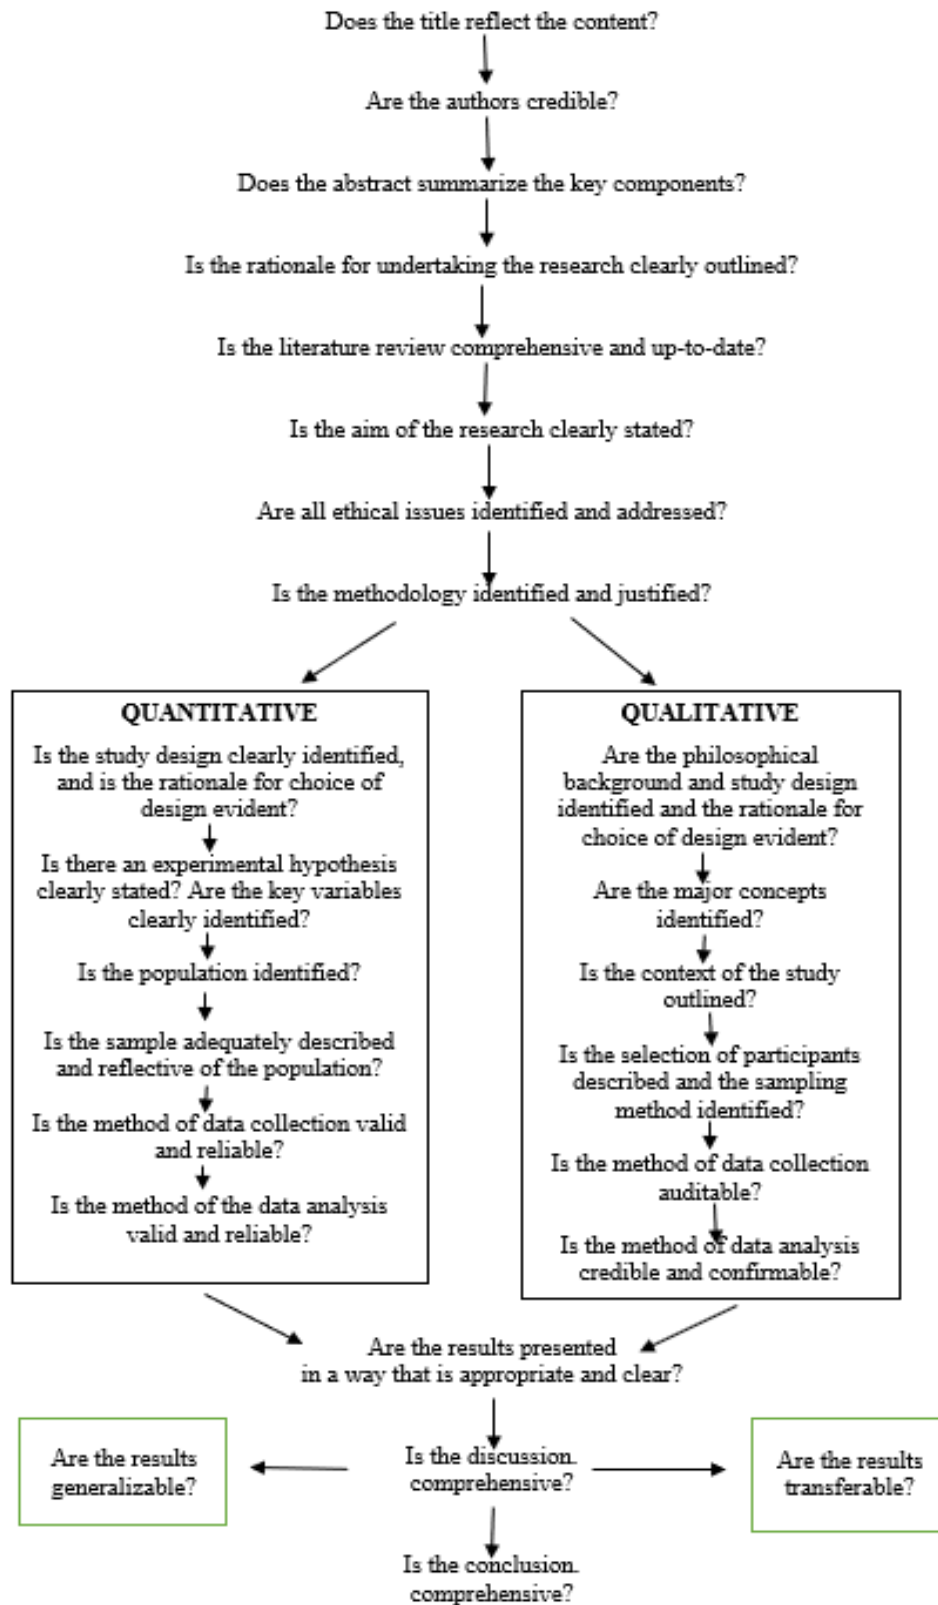 Does the title reflect the content?
Are the authors credible?
Does the abstract summarize the key components?
Is the rationale for undertaking the research clearly outlined?
Is the literature review comprehensive and up-to-date?
Is the aim of the research clearly stated?
Are all ethical issues identified and addressed?
Is the methodology identified and justified?
QUANTITATIVE
Is the study design clearly identified,
and is the rationale for choice of
design evident?
Is there an experimental hypothesis
clearly stated? Are the key variables
clearly identified?
Is the population identified?
Is the sample adequately described
and reflective of the population?
Is the method of data collection valid
and reliable?
Is the method of the data analysis
valid and reliable?
QUALITATIVE
Are the philosophical
background and study design
identified and the rationale for
choice of design evident?
Are the major concepts
identified?
Is the context of the study
outlined?
Is the selection of participants
described and the sampling
method identified?
Is the method of data collection
auditable?
Is the method of data analysis
credible and confirmable?
Are the results presented
in a way that is appropriate and clear?
Are the results
generalizable?
Is the discussion
comprehensive?
Are the results
transferable?
Is the conclusion
comprehensive?